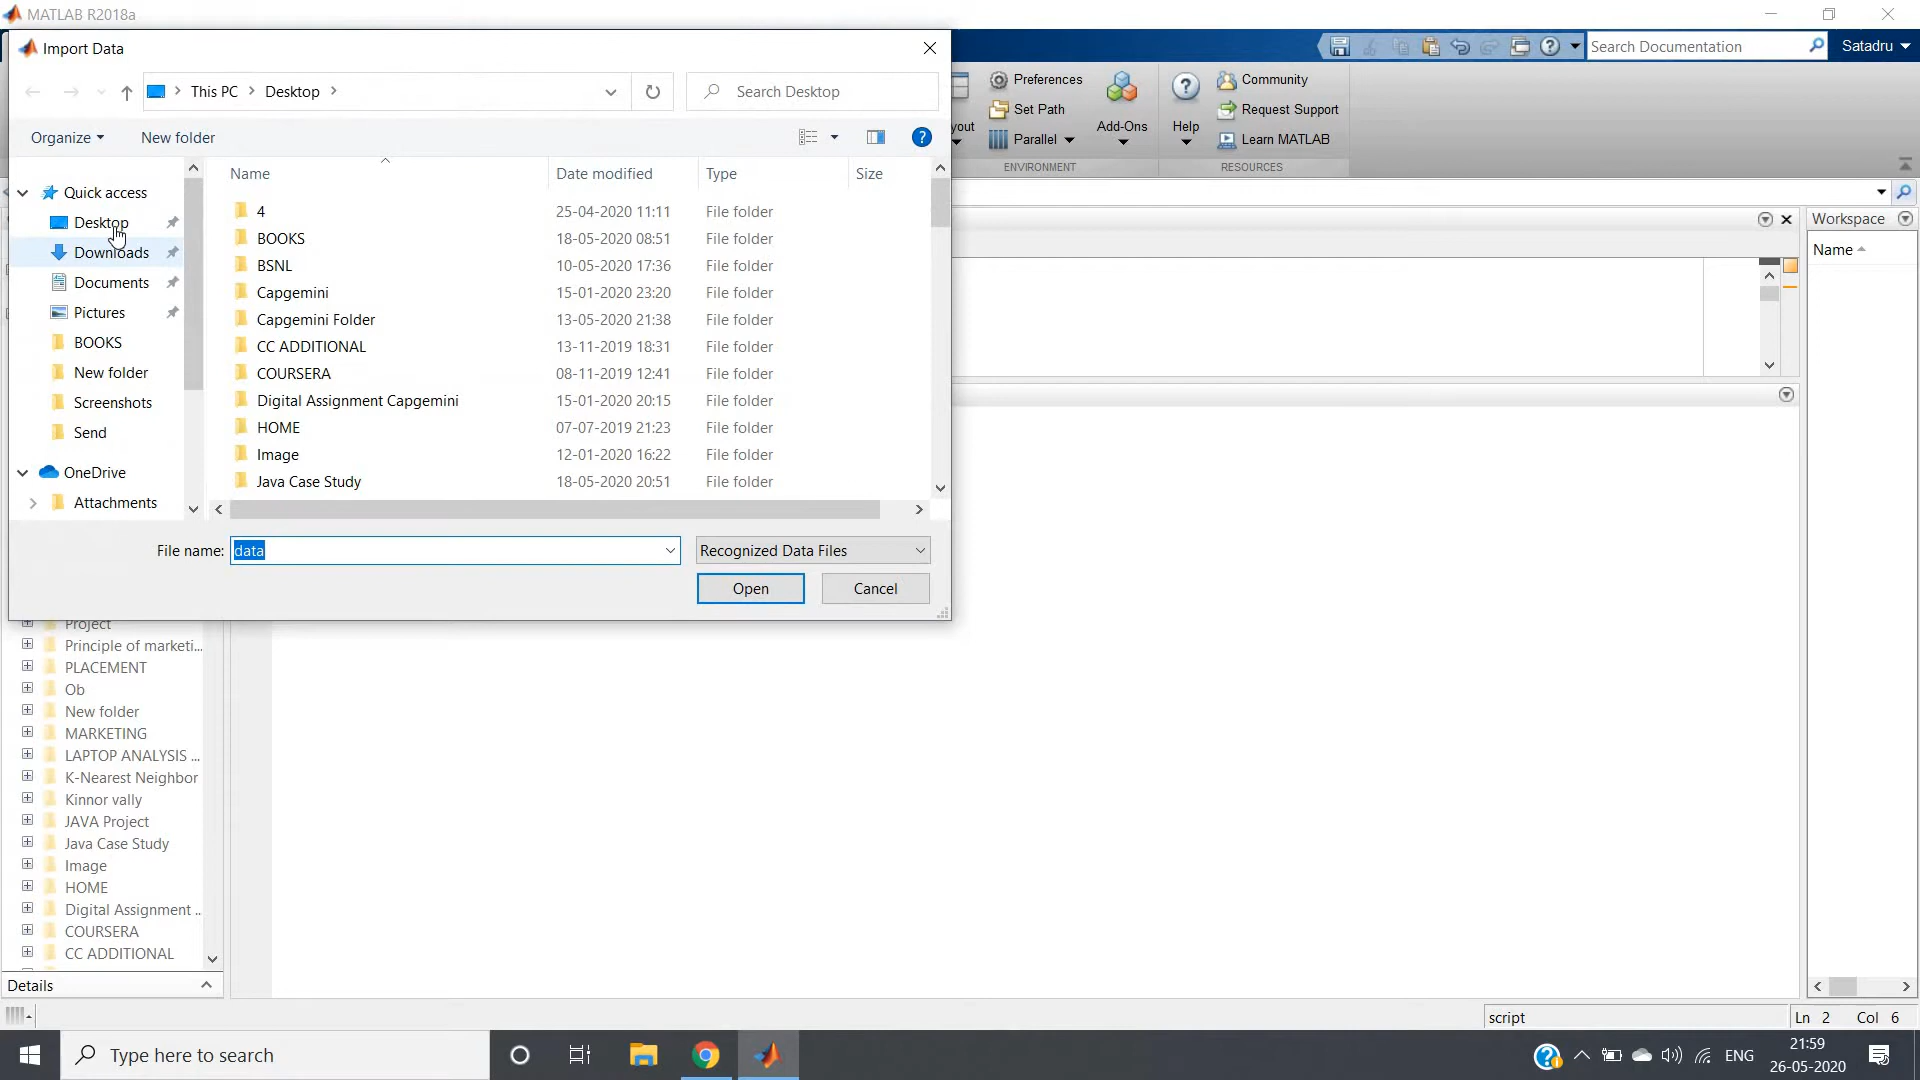 MATLAB R2018a
Import Data
This PC
Desktop
Search Desktop
Organize
New folder
Name
Date modified
Type
Size
Quick access
Desktop
Downloads
Documents
Pictures
BOOKS
New folder
Screenshots
Send
OneDrive
Attachments
4 25-04-2020 11:11 File folder
BOOKS 18-05-2020 08:51 File folder
BSNL 10-05-2020 17:36 File folder
Capgemini 15-01-2020 23:20 File folder
Capgemini Folder 13-05-2020 21:38 File folder
CC ADDITIONAL 13-11-2019 18:31 File folder
COURSERA 08-11-2019 12:41 File folder
Digital Assignment Capgemini 15-01-2020 20:15 File folder
HOME 07-07-2019 21:23 File folder
Image 12-01-2020 16:22 File folder
Java Case Study 18-05-2020 20:51 File folder
File name: data
Recognized Data Files
Open
Cancel
Search Documentation
Satadru
Preferences
Set Path
Parallel
Add-Ons
Help
Community
Request Support
Learn MATLAB
yout
ENVIRONMENT
RESOURCES
Workspace
Name
Project
Principle of marketi...
PLACEMENT
Ob
New folder
MARKETING
LAPTOP ANALYSIS ...
K-Nearest Neighbor
Kinnor vally
JAVA Project
Java Case Study
Image
HOME
Digital Assignment ..
COURSERA
CC ADDITIONAL
Details
script
Ln 2 Col 6
Type here to search
ENG
21:59
26-05-2020